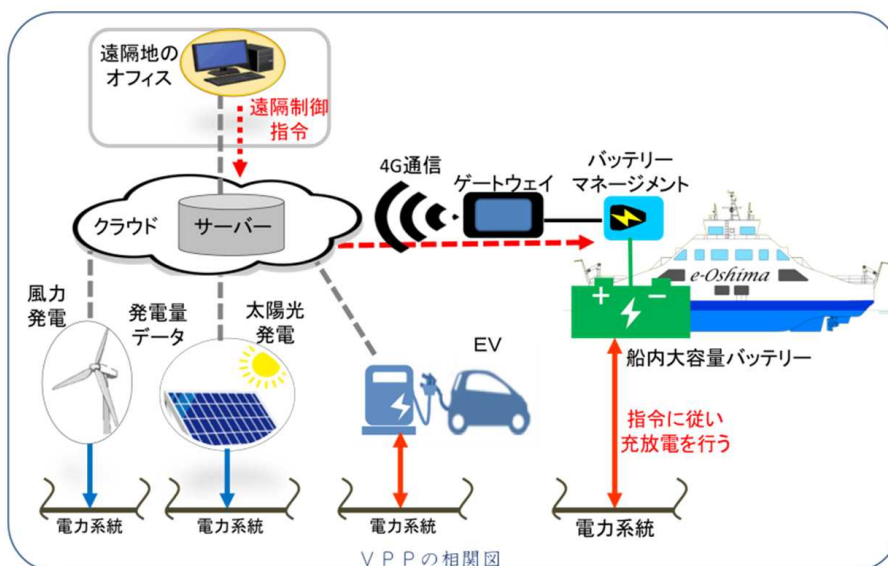 遠隔地の
オフィス
遠隔制御
指令
4G通信
ゲートウェイ
バッテリー
マネージメント
クラウド
サーバー
e-Oshima
風力
発電
発電量
データ
太陽光
発電
EV
船内大容量バッテリー
指令に従い
充放電を行う
電力系統
電力系統
電力系統
電力系統
VPPの相関図